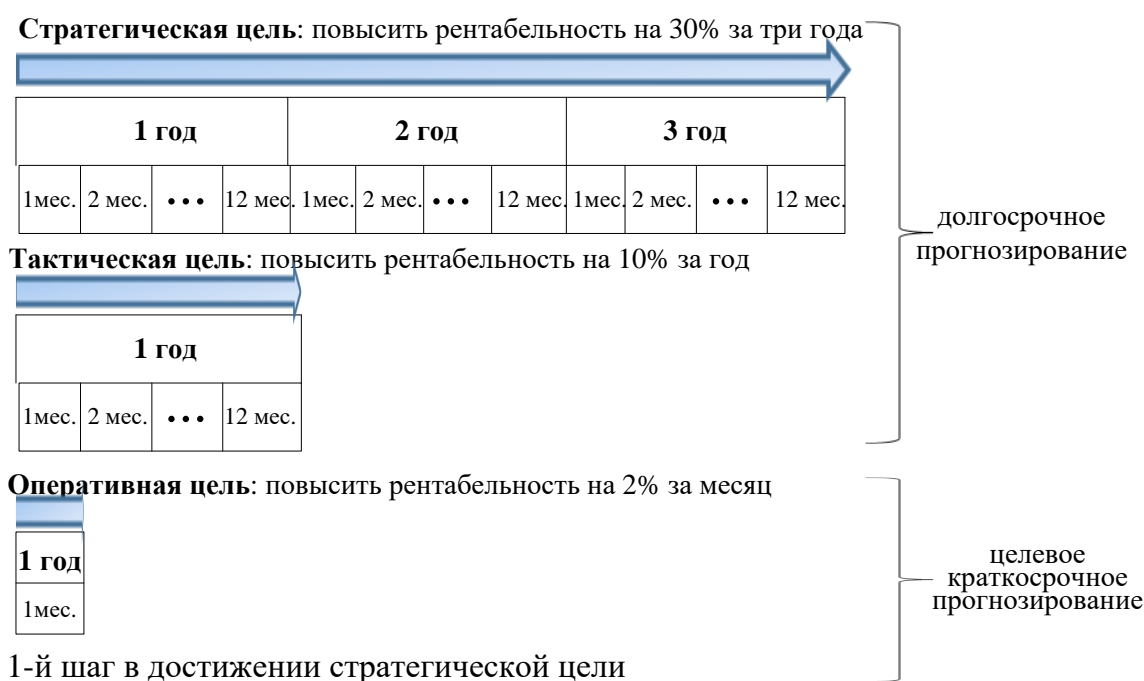 Стратегическая цель: повысить рентабельность на 30% за три года
1 год 2 год 3 год
1мес. 2 мес. ••• 12 мес. 1мес. 2 мес. ••• 12 мес. 1мес. 2 мес. ••• 12 мес.
долгосрочное
прогнозирование
Тактическая цель: повысить рентабельность на 10% за год
1 год
1мес. 2 мес. ••• 12 мес.
Оперативная цель: повысить рентабельность на 2% за месяц
1 год
1мес.
целевое
краткосрочное
прогнозирование
1-й шаг в достижении стратегической цели